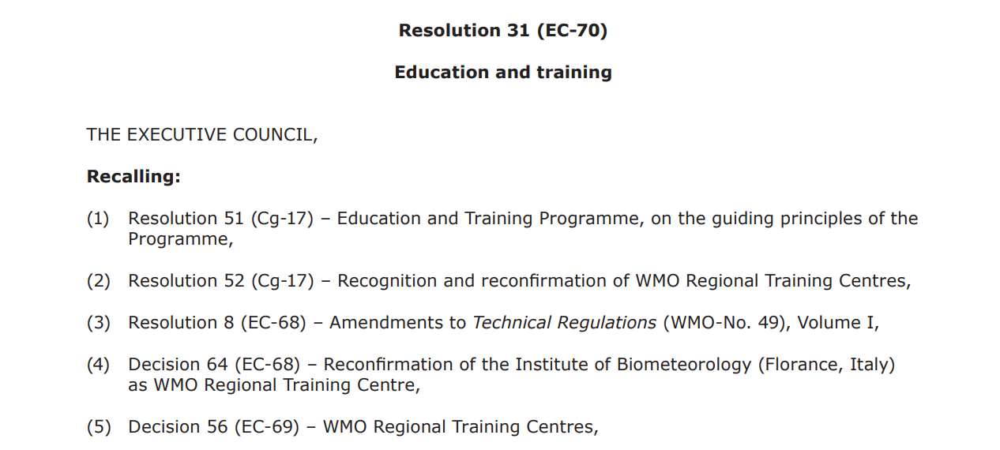 Resolution 31 (EC-70)
Education and training
THE EXECUTIVE COUNCIL,
Recalling:
(1) Resolution 51 (Cg-17) – Education and Training Programme, on the guiding principles of the
Programme,
(2) Resolution 52 (Cg-17) – Recognition and reconfirmation of WMO Regional Training Centres,
(3) Resolution 8 (EC-68) – Amendments to Technical Regulations (WMO-No. 49), Volume I,
(4) Decision 64 (EC-68) – Reconfirmation of the Institute of Biometeorology (Florance, Italy)
as WMO Regional Training Centre,
(5) Decision 56 (EC-69) – WMO Regional Training Centres,